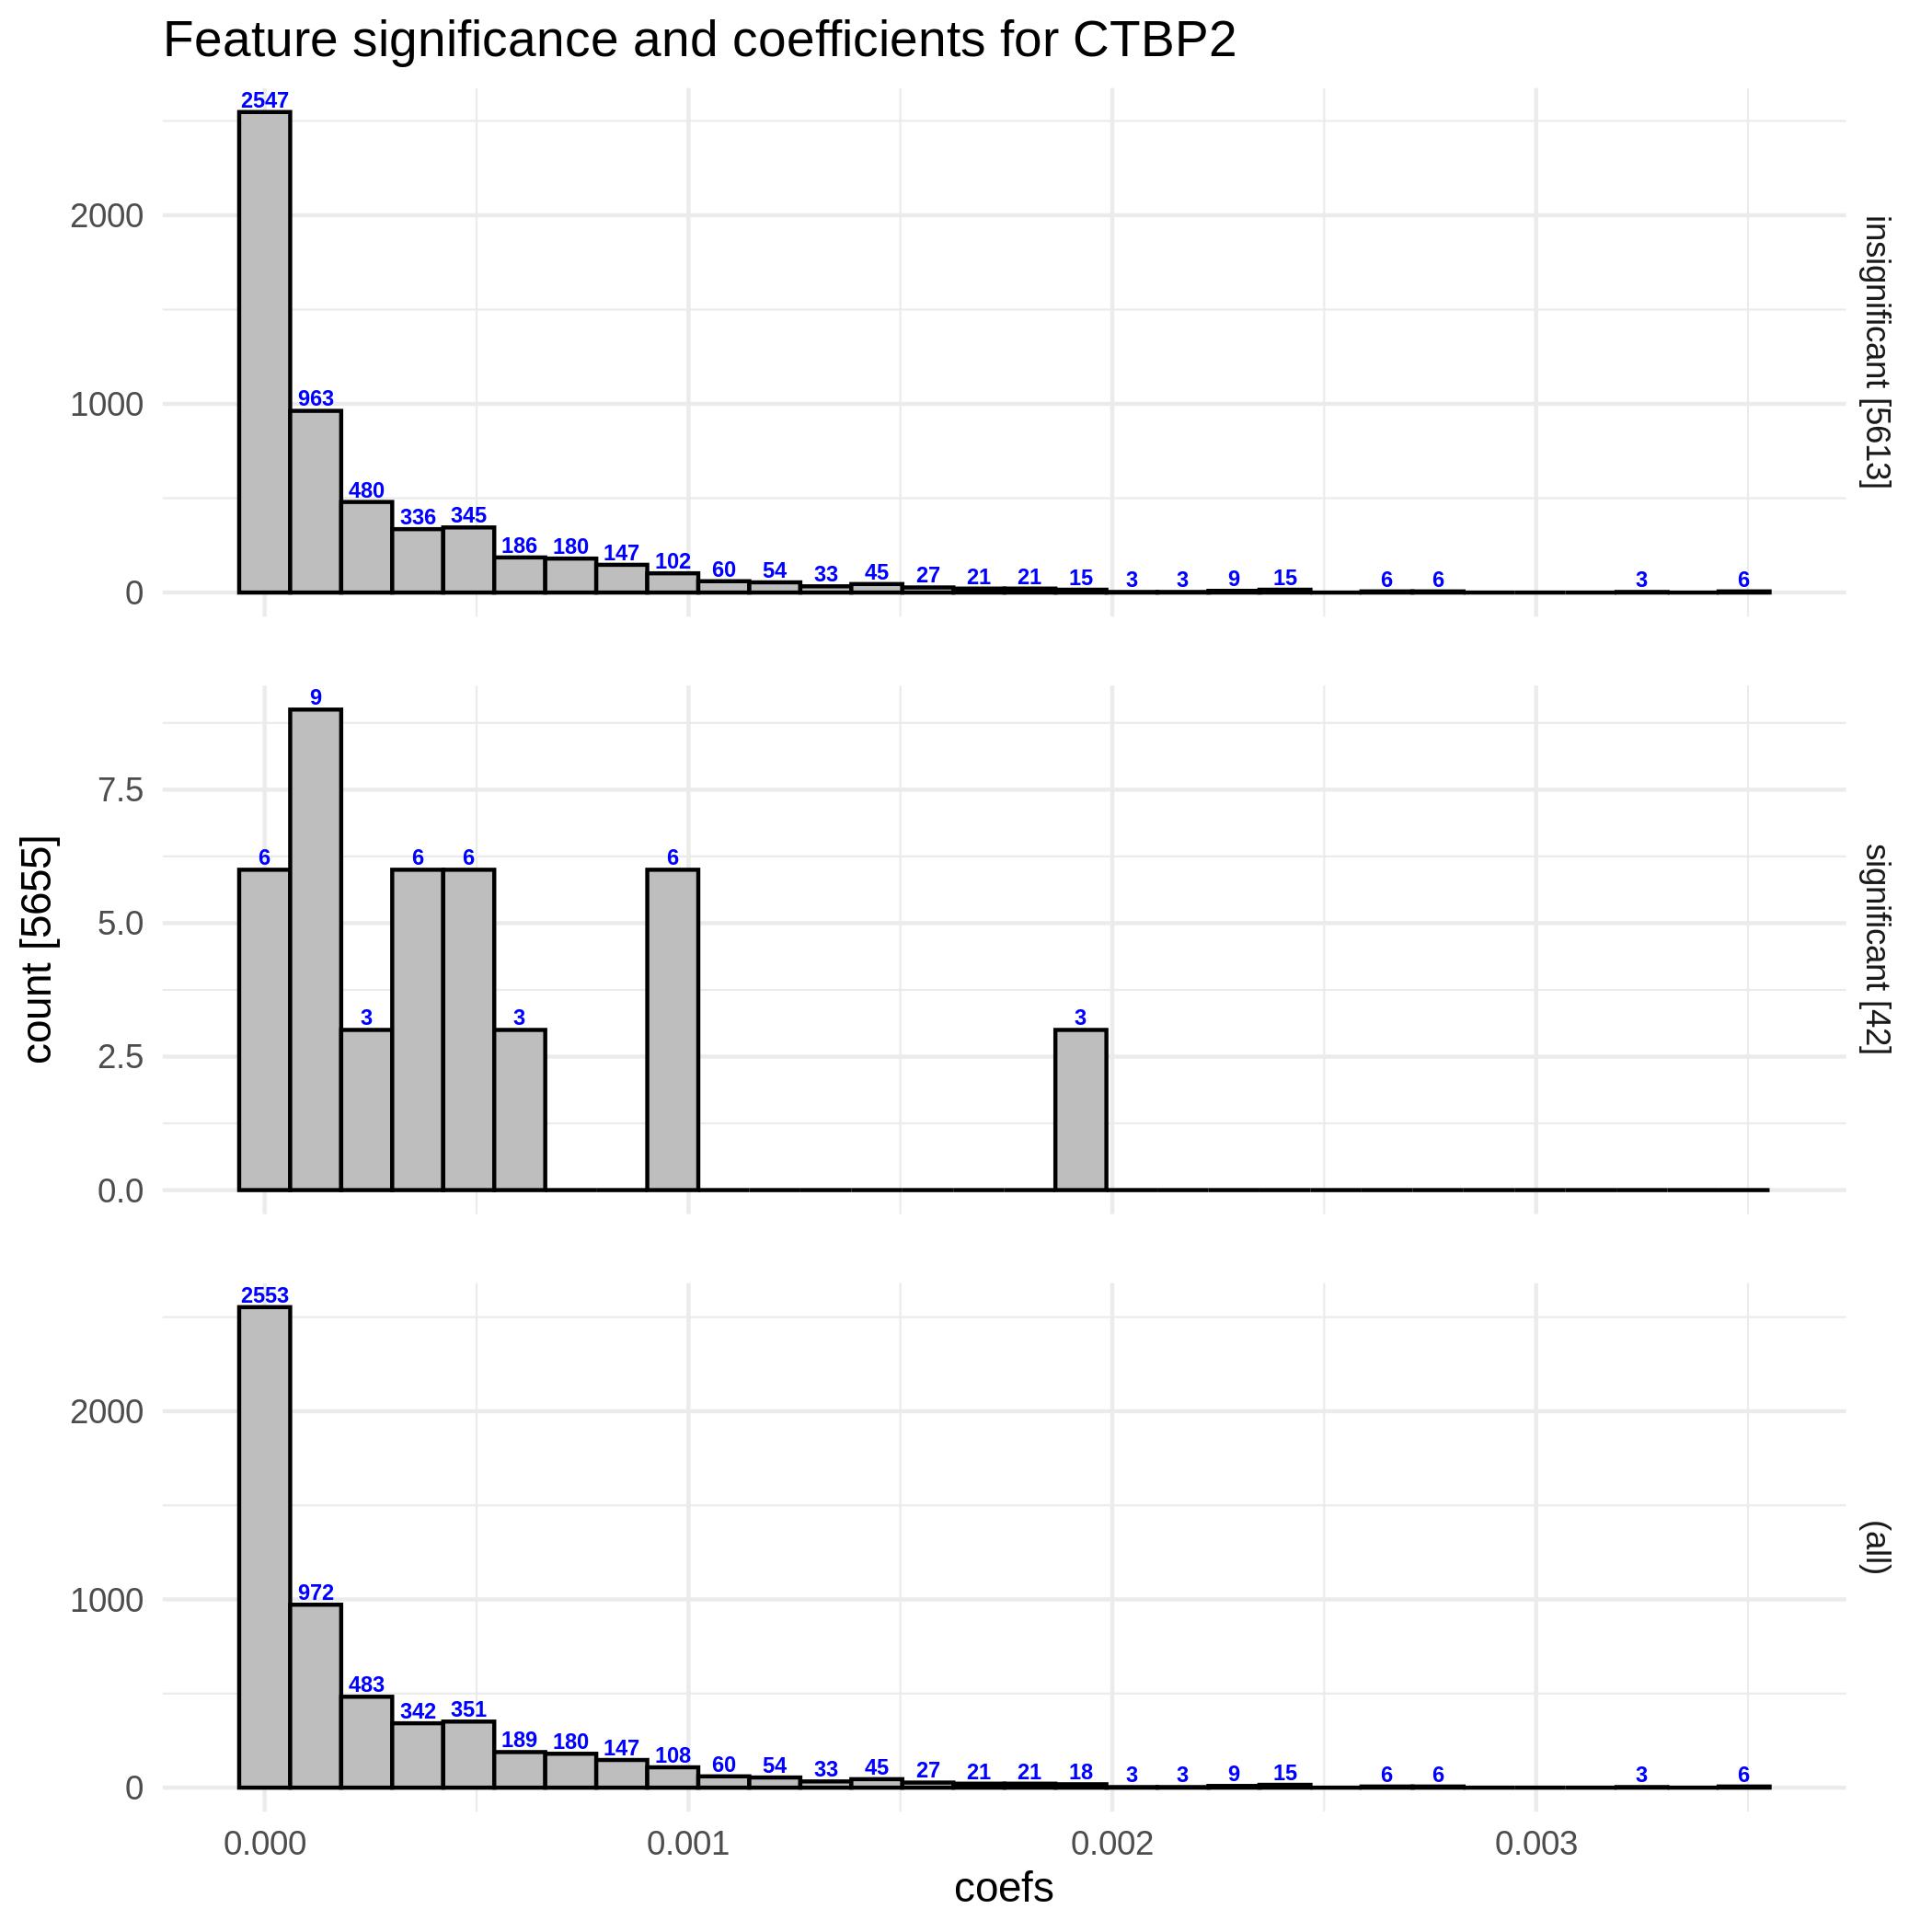 Feature significance and coefficients for CTBP2
2547
963
480
336 345
186 180 147 102 60 54 33 45 27 21 21 15 3 3 9 15 6 6 3 6
2000
1000
0
insignificant [5613]
9
6 6 6 6
3 3 3
7.5
5.0
2.5
0.0
significant [42]
count [5655]
2553
972
483
342 351
189 180 147 108 60 54 33 45 27 21 21 18 3 3 9 15 6 6 3 6
2000
1000
0
(all)
0.000 0.001 0.002 0.003
coefs